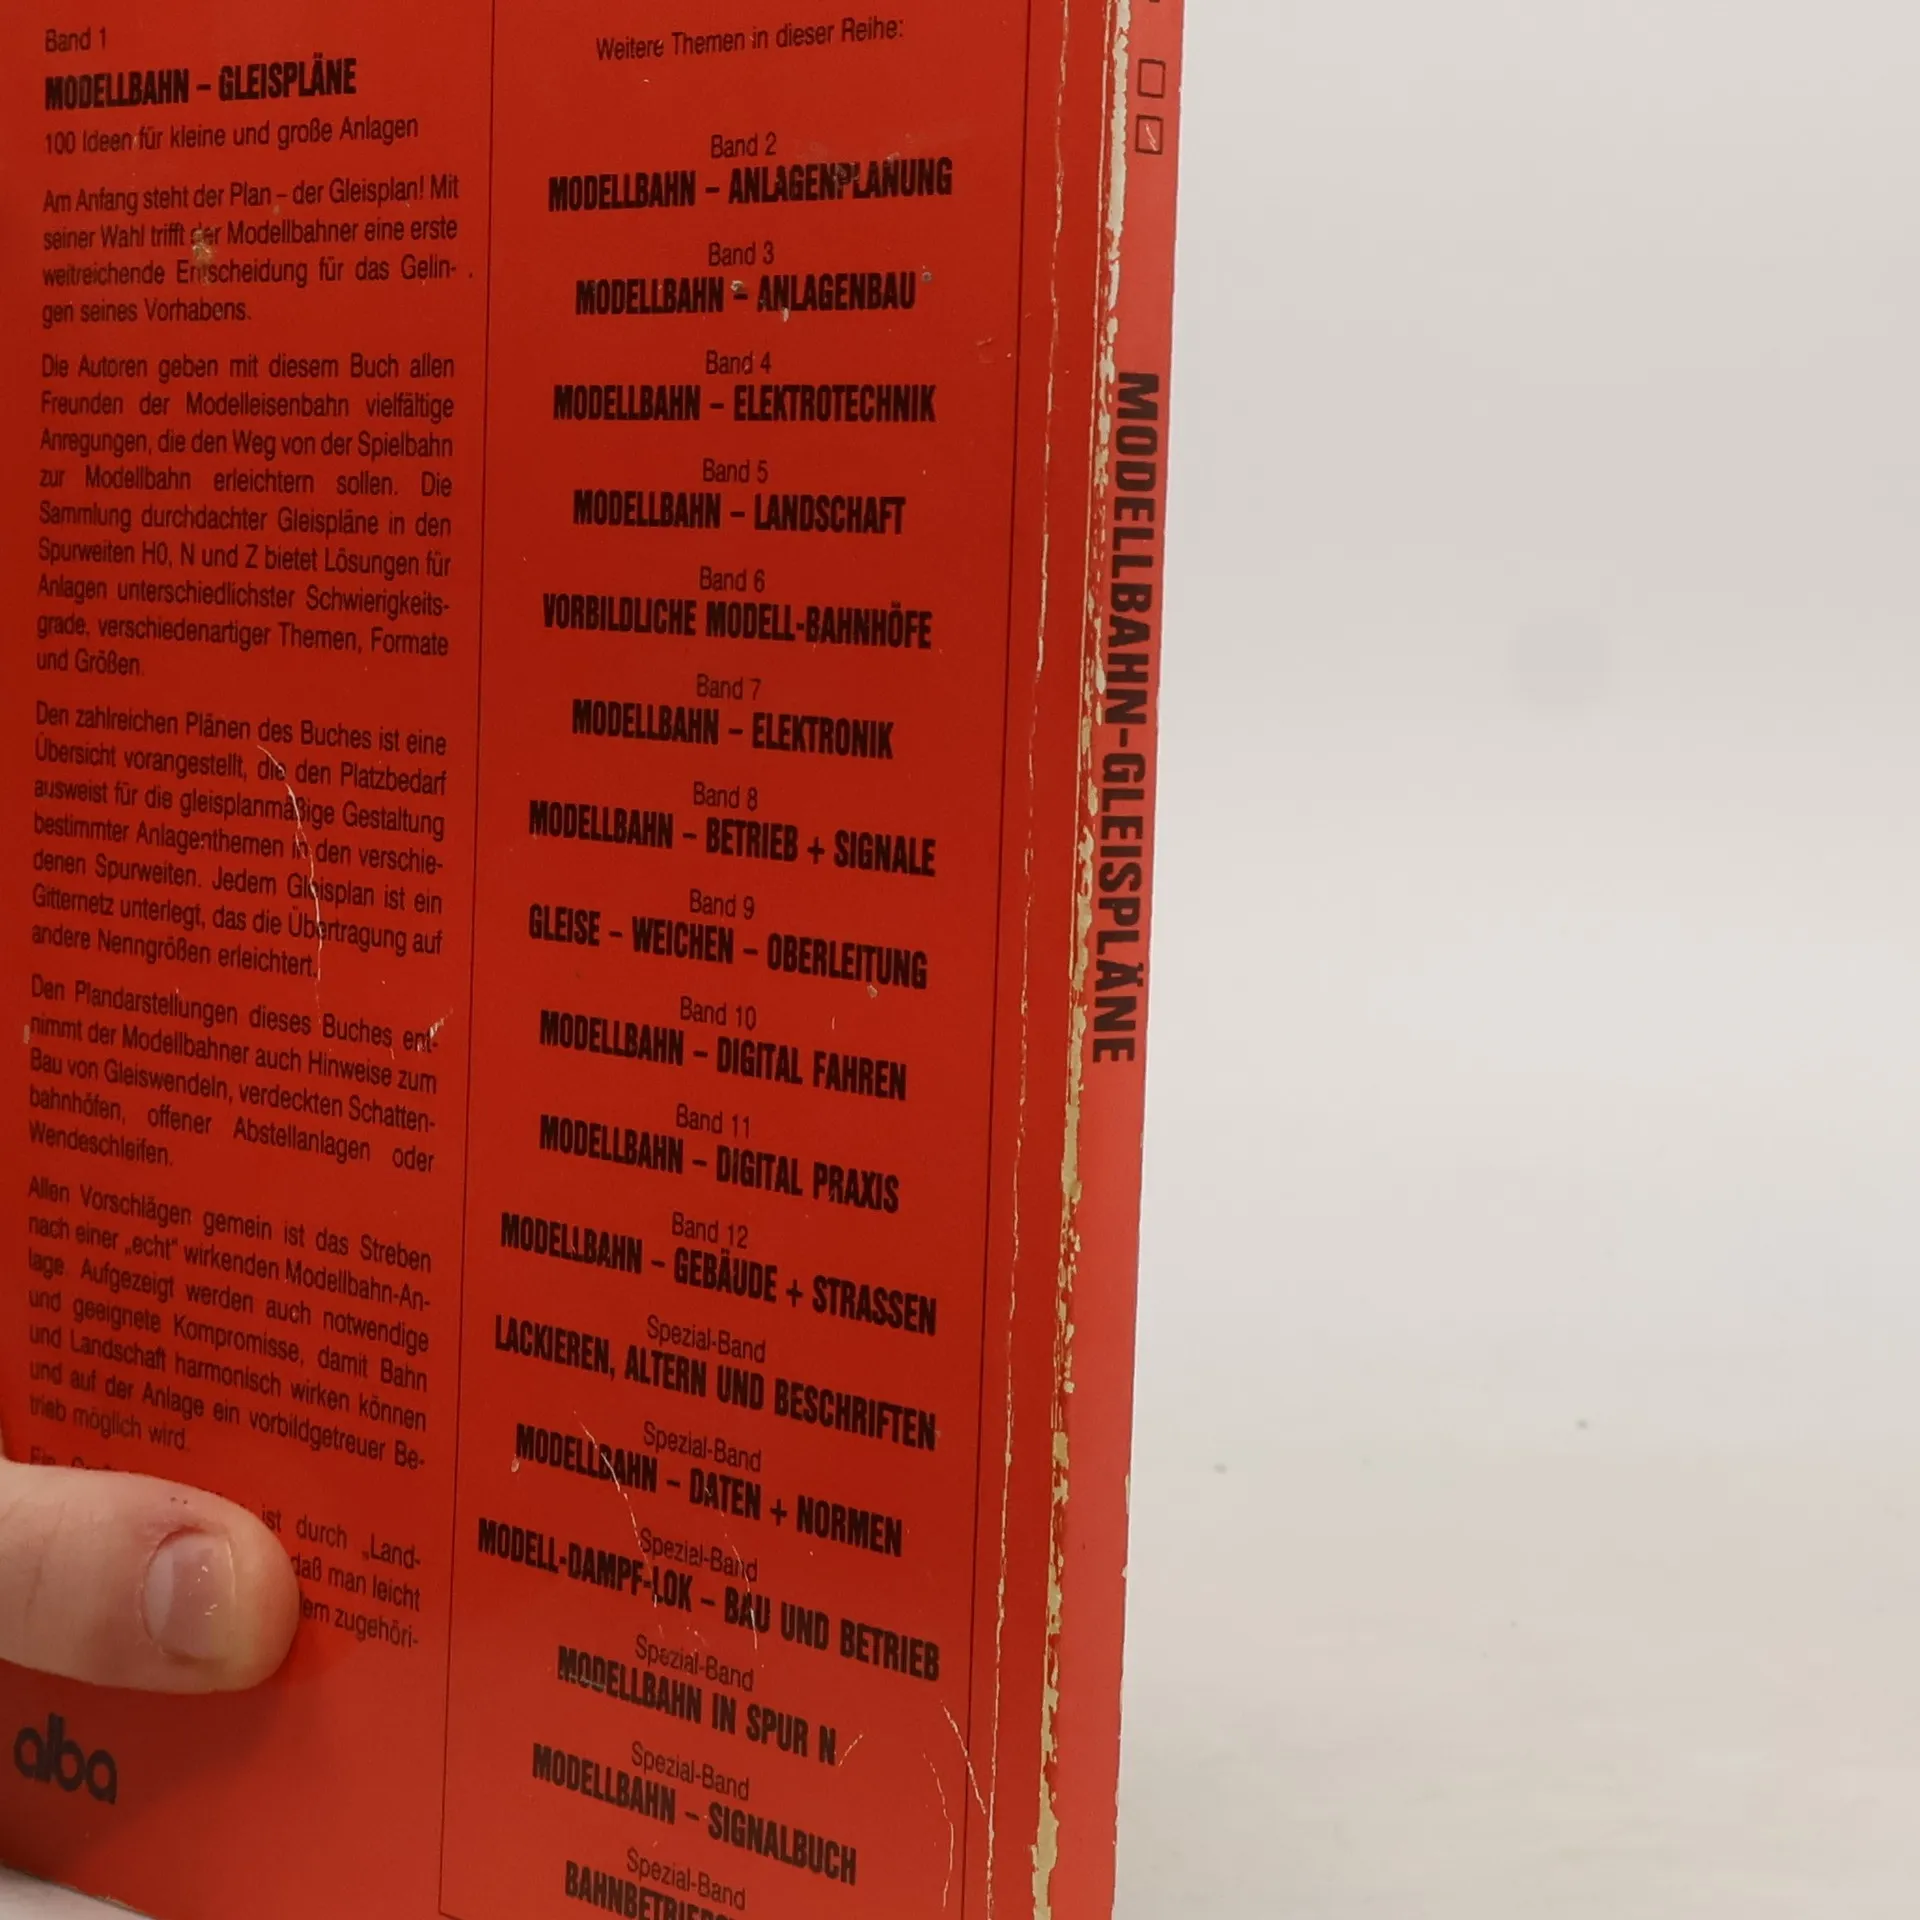 Band 1
MODELLBAHN – GLEISPLÄNE
100 Ideen für kleine und große Anlagen
Am Anfang steht der Plan – der Gleisplan! Mit
seiner Wahl trifft der Modellbahner eine erste
weitreichende Entscheidung für das Gelin-
gen seines Vorhabens.
Die Autoren geben mit diesem Buch allen
Freunden der Modelleisenbahn vielfältige
Anregungen, die den Weg von der Spielbahn
zur Modellbahn erleichtern sollen. Die
Sammlung durchdachter Gleispläne in den
Spurweiten H0, N und Z bietet Lösungen für
Anlagen unterschiedlichster Schwierigkeits-
grade, verschiedenartiger Themen, Formate
und Größen.
Den zahlreichen Plänen des Buches ist eine
Übersicht vorangestellt, die den Platzbedarf
ausweist für die gleisplanmäßige Gestaltung
bestimmter Anlagenthemen in den verschie-
denen Spurweiten. Jedem Gleisplan ist ein
Gitternetz unterlegt, das die Übertragung auf
andere Nenngrößen erleichtert.
Den Plandarstellungen dieses Buches ent-
nimmt der Modellbahner auch Hinweise zum
Bau von Gleiswendeln, verdeckten Schatten-
bahnhöfen, offener Abstellanlagen oder
Wendeschleifen.
Allen Vorschlägen gemein ist das Streben
nach einer „echt“ wirkenden Modellbahn-An-
lage. Aufgezeigt werden auch notwendige
und geeignete Kompromisse, damit Bahn
und Landschaft harmonisch wirken können
und auf der Anlage ein vorbildgetreuer Be-
trieb möglich wird.
ist durch „Land-
daß man leicht
zugehöri-
alba
Weitere Themen in dieser Reihe:
Band 2
MODELLBAHN – ANLAGENPLANUNG
Band 3
MODELLBAHN – ANLAGENBAU
Band 4
MODELLBAHN – ELEKTROTECHNIK
Band 5
MODELLBAHN – LANDSCHAFT
Band 6
VORBILDLICHE MODELL-BAHNHÖFE
Band 7
MODELLBAHN – ELEKTRONIK
Band 8
MODELLBAHN – BETRIEB + SIGNALE
Band 9
GLEISE – WEICHEN – OBERLEITUNG
Band 10
MODELLBAHN – DIGITAL FAHREN
Band 11
MODELLBAHN – DIGITAL PRAXIS
Band 12
MODELLBAHN – GEBÄUDE + STRASSEN
Spezial-Band
LACKIEREN, ALTERN UND BESCHRIFTEN
Spezial-Band
MODELLBAHN – DATEN + NORMEN
Spezial-Band
MODELL-DAMPF-LOK – BAU UND BETRIEB
Spezial-Band
MODELLBAHN IN SPUR N
Spezial-Band
MODELLBAHN – SIGNALBUCH
Spezial-Band
MODELLBAHN-GLEISPLÄNE